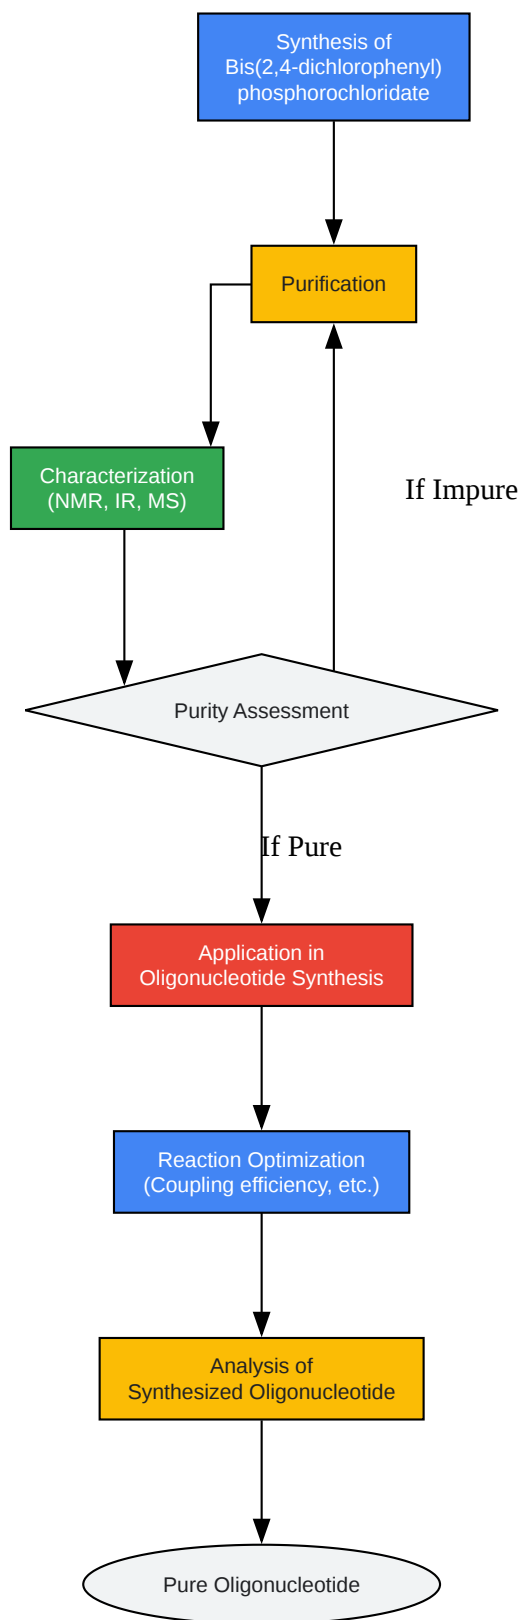 Synthesis of
Bis(2,4-dichlorophenyl)
phosphorochloridate
Purification
Characterization
(NMR, IR, MS)
If Impure
Purity Assessment
If Pure
Application in
Oligonucleotide Synthesis
Reaction Optimization
(Coupling efficiency, etc.)
Analysis of
Synthesized Oligonucleotide
Pure Oligonucleotide